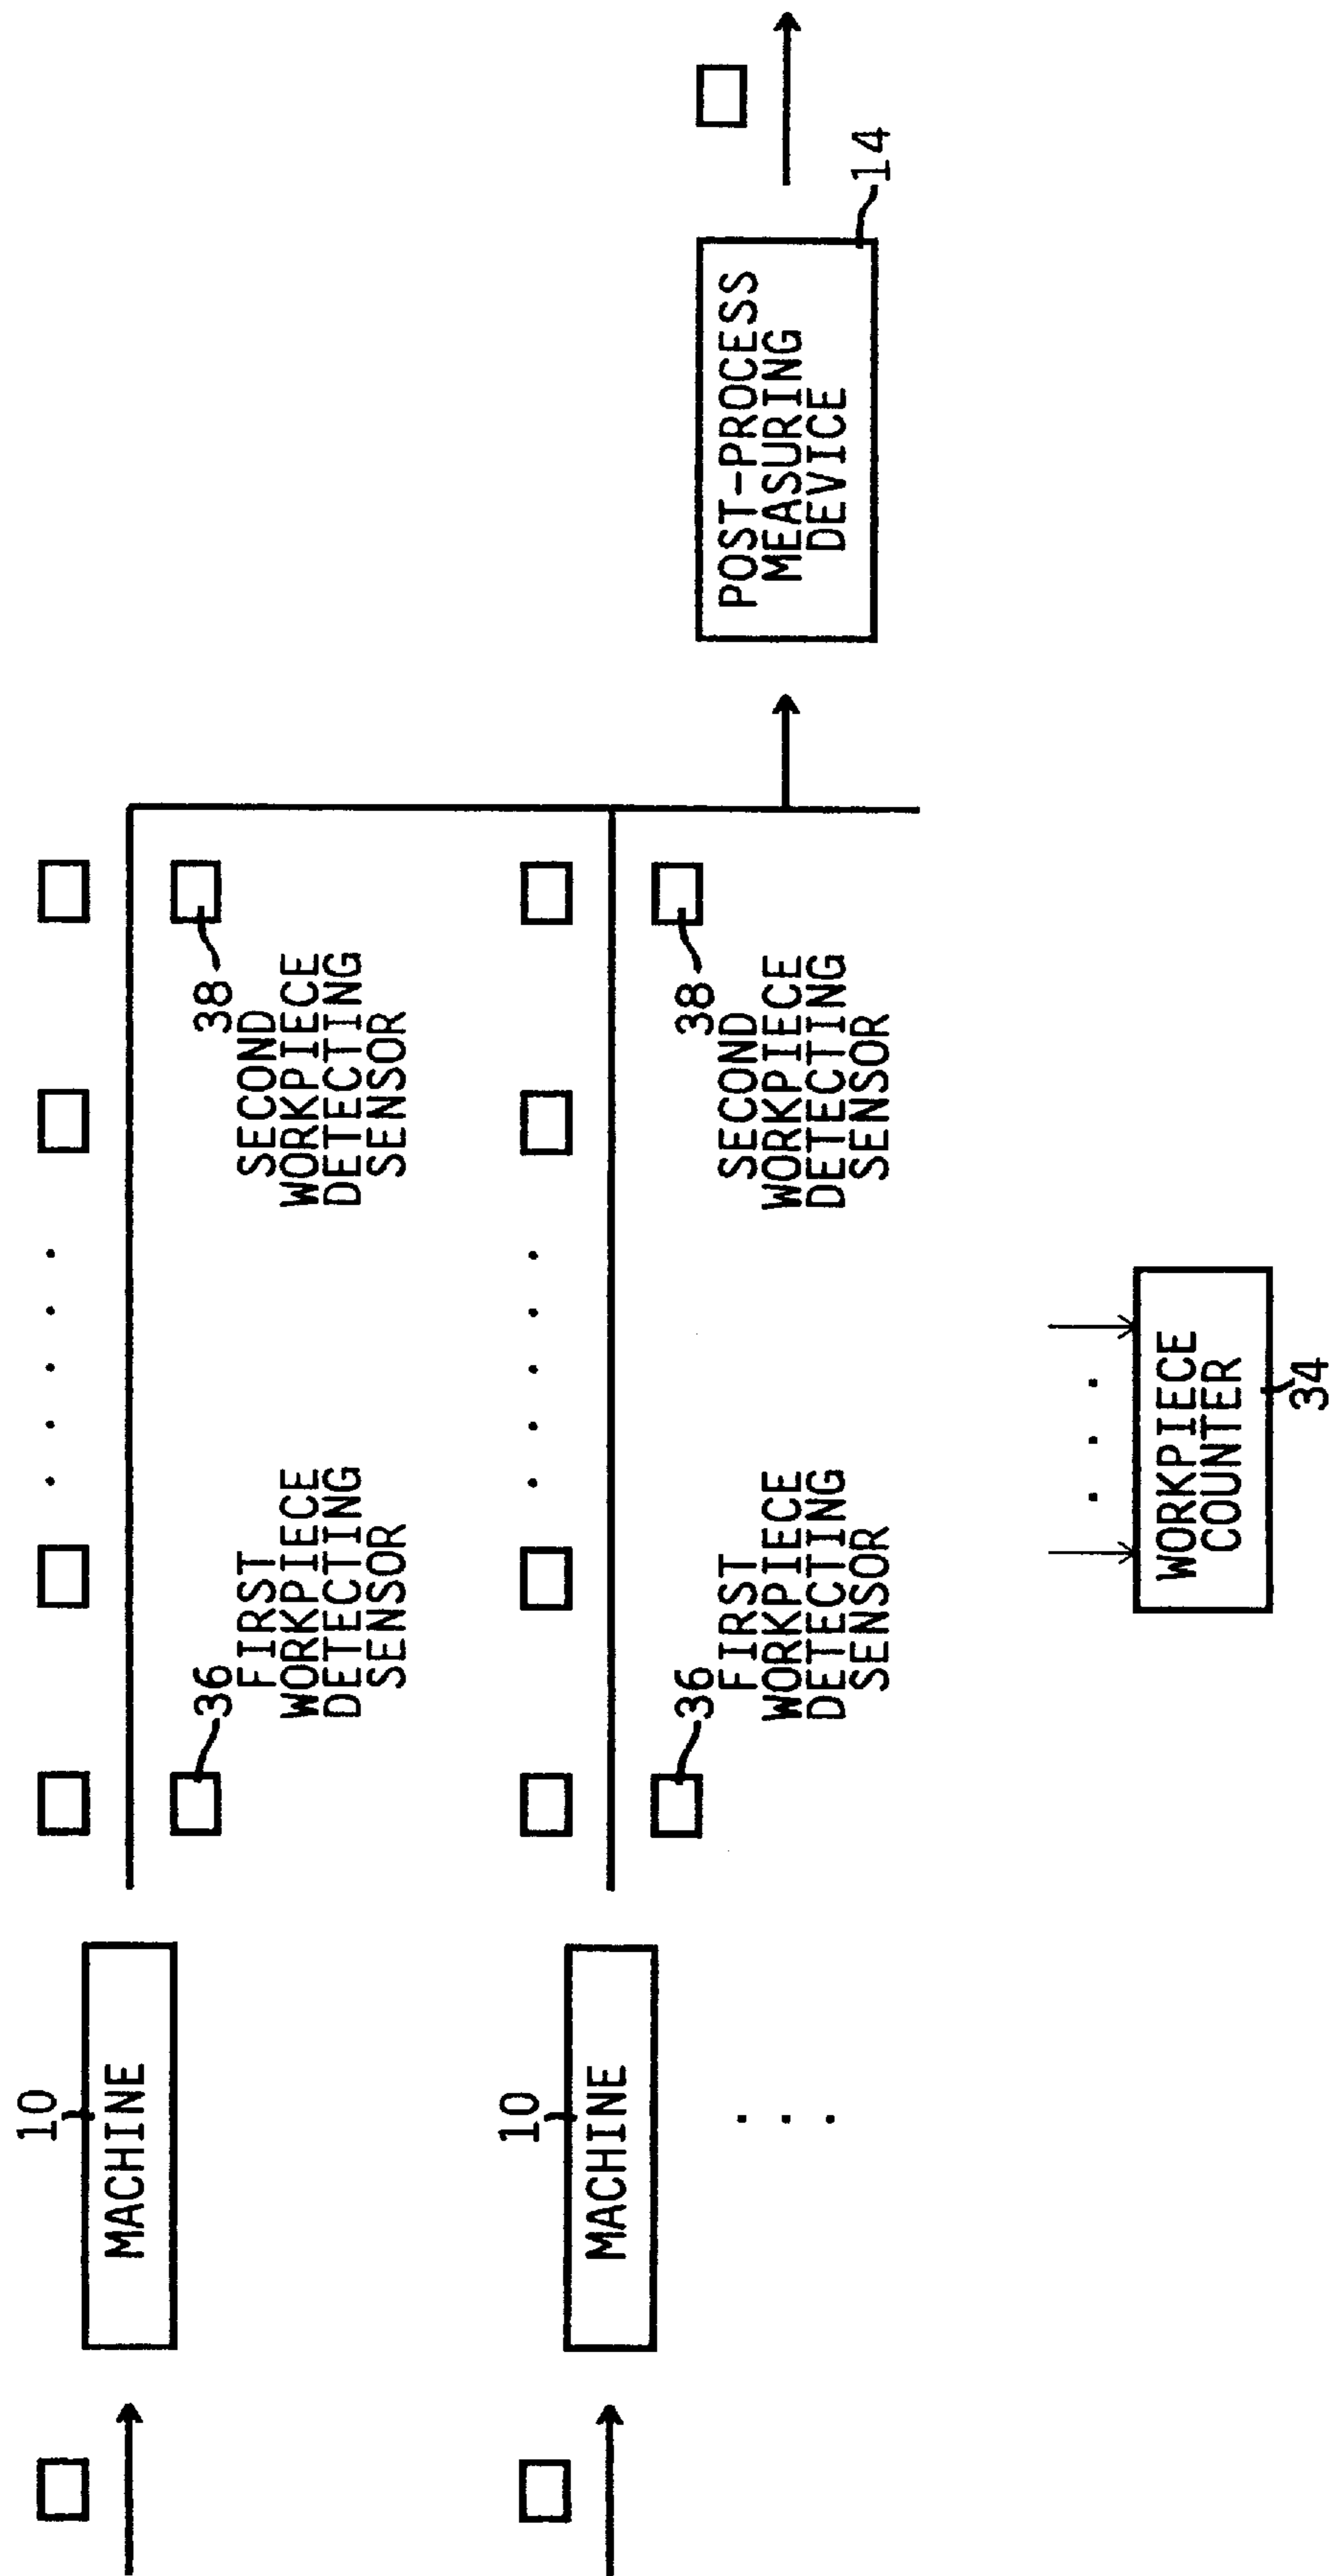 10
MACHINE
36
FIRST
WORKPIECE
DETECTING
SENSOR
38
SECOND
WORKPIECE
DETECTING
SENSOR
10
MACHINE
36
FIRST
WORKPIECE
DETECTING
SENSOR
38
SECOND
WORKPIECE
DETECTING
SENSOR
POST-PROCESS
MEASURING
DEVICE
14
WORKPIECE
COUNTER
34